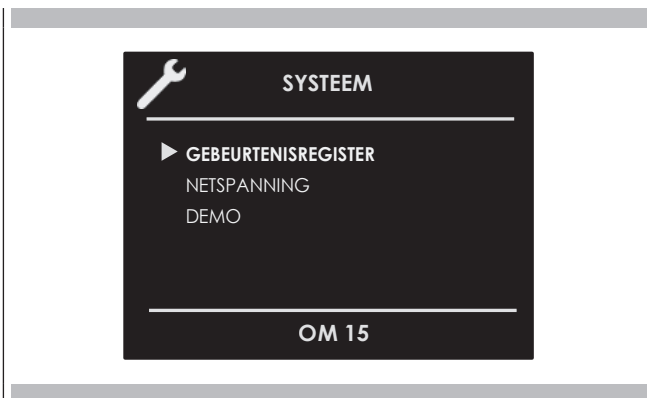 SYSTEEM
GEBEURTENISREGISTER
NETSPANNING
DEMO
OM 15